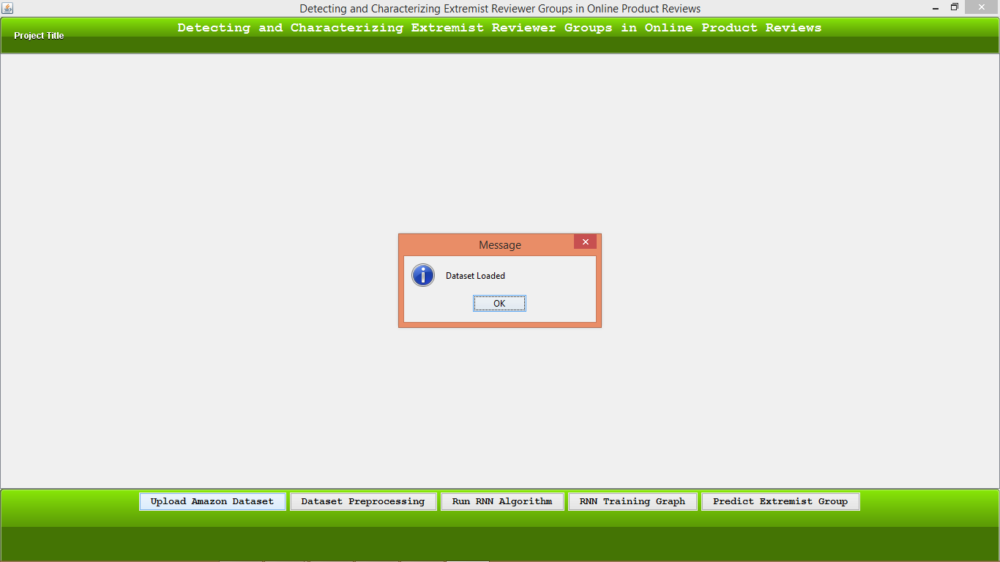 Detecting and Characterizing Extremist Reviewer Groups in Online Product Reviews
Project Title
Detecting and Characterizing Extremist Reviewer Groups in Online Product Reviews
Message
Dataset Loaded
OK
Upload Amazon Dataset
Dataset Preprocessing
Run RNN Algorithm
RNN Training Graph
Predict Extremist Group